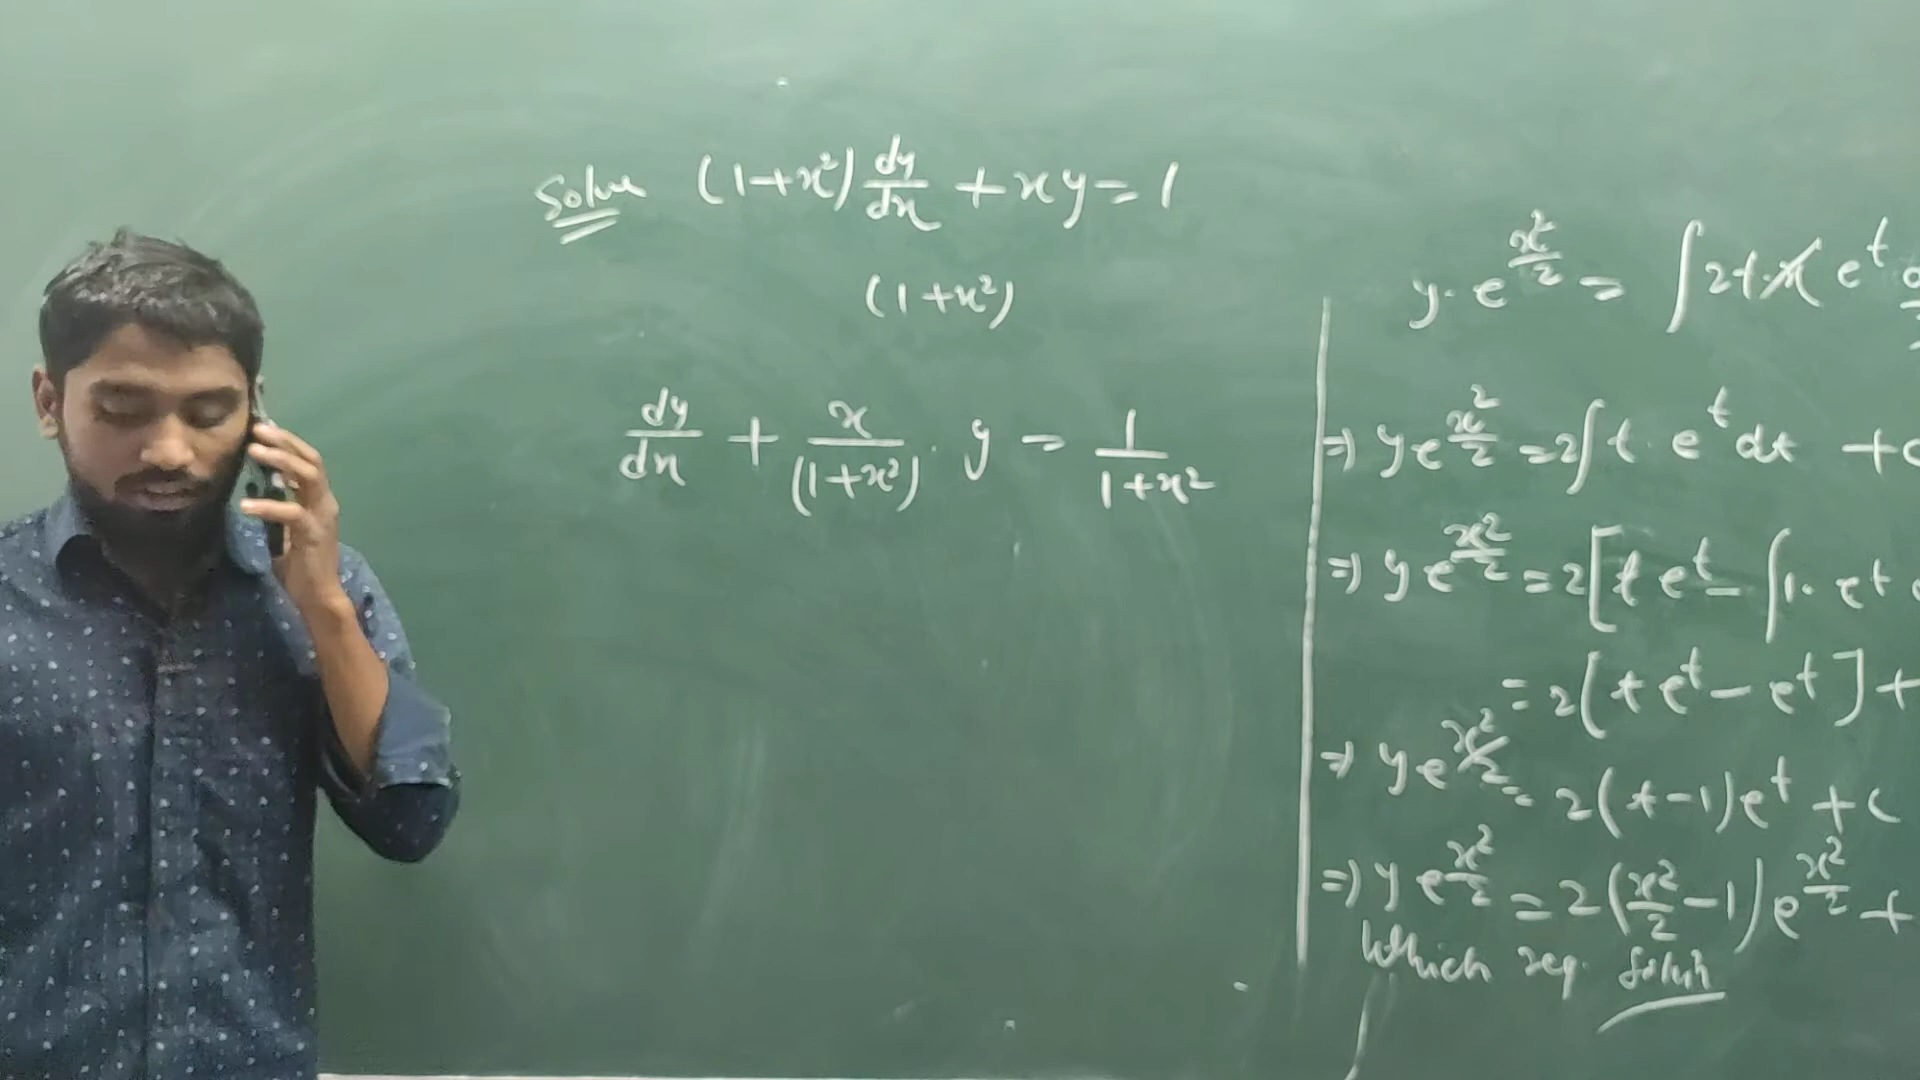 Solve (1+x²) dy/dx + xy = 1
(1+x²)
dy/dx + x/(1+x²) · y = 1/1+x²
y · e^x²/2 = ∫2t·x e^t
⇒ y e^x²/2 = 2∫t · e^t dt + c
⇒ y e^x²/2 = 2[t e^t - ∫1· e^t
= 2(t e^t - e^t] +
⇒ y e^x²/2 = 2(t-1)e^t + c
⇒ y e^x²/2 = 2(x²/2 - 1) e^x²/2 +
Which req. Soluṅ